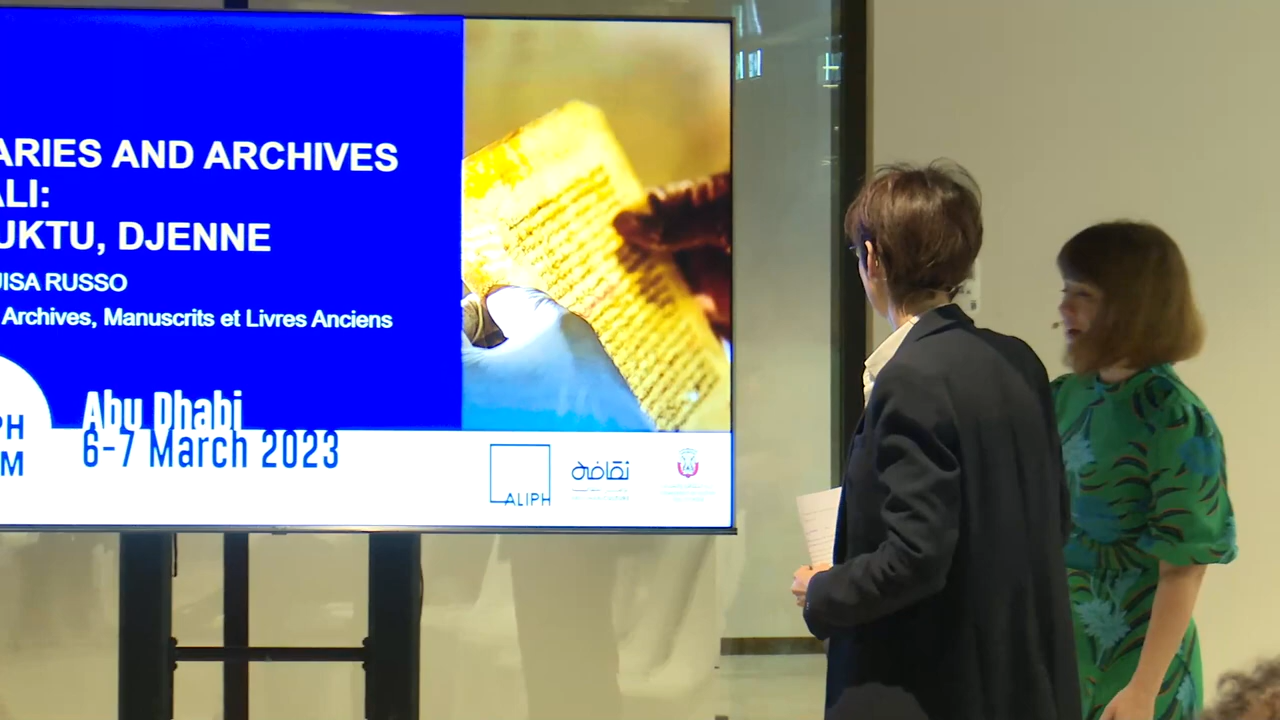 ARIES AND ARCHIVES
ALI:
UKTU, DJENNE
UISA RUSSO
Archives, Manuscrits et Livres Anciens
Abu Dhabi
PH
6-7 March 2023
M
ALIPH
ثقافة